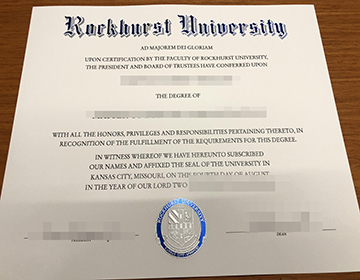 Rockhurst University
AD MAJOREM DEI GLORIAM
UPON CERTIFICATION BY THE FACULTY OF ROCKHURST UNIVERSITY,
THE PRESIDENT AND BOARD OF TRUSTEES HAVE CONFERRED UPON
THE DEGREE OF
WITH ALL THE HONORS, PRIVILEGES AND RESPONSIBILITIES PERTAINING THERETO, IN
RECOGNITION OF THE FULFILLMENT OF THE REQUIREMENTS FOR THIS DEGREE.
IN WITNESS WHEREOF WE HAVE HEREUNTO SUBSCRIBED
OUR NAMES AND AFFIXED THE SEAL OF THE UNIVERSITY IN
KANSAS CITY, MISSOURI, ON THE FOURTH DAY OF AUGUST
IN THE YEAR OF OUR LORD TWO
ROCKHURST UNIVERSITY
DEAN